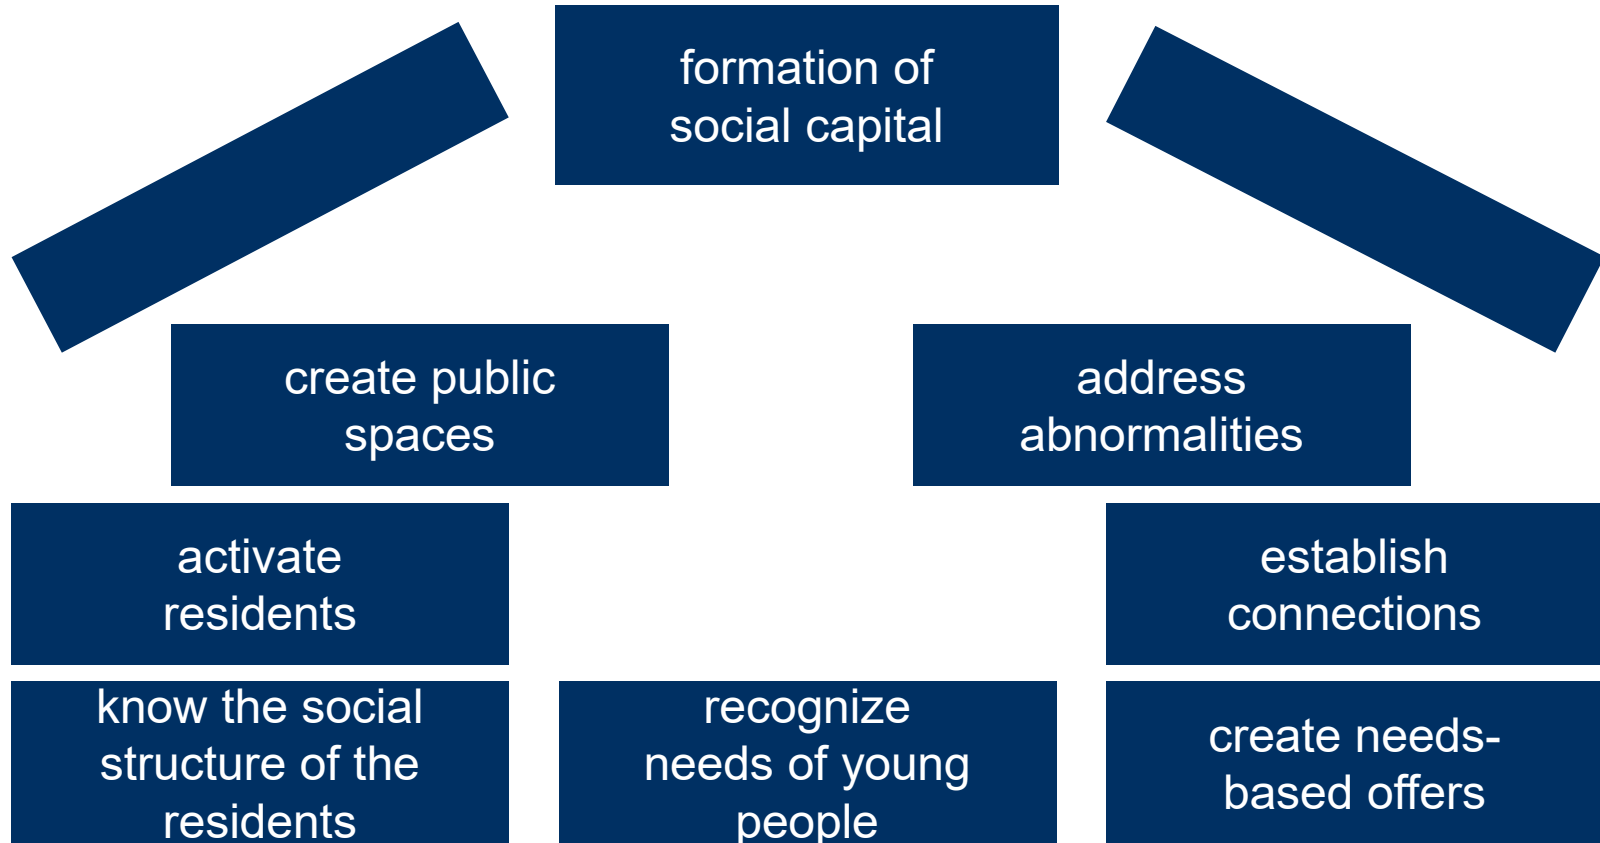 formation of
social capital
create public
spaces
address
abnormalities
activate
residents
establish
connections
know the social
structure of the
residents
recognize
needs of young
people
create needs-
based offers